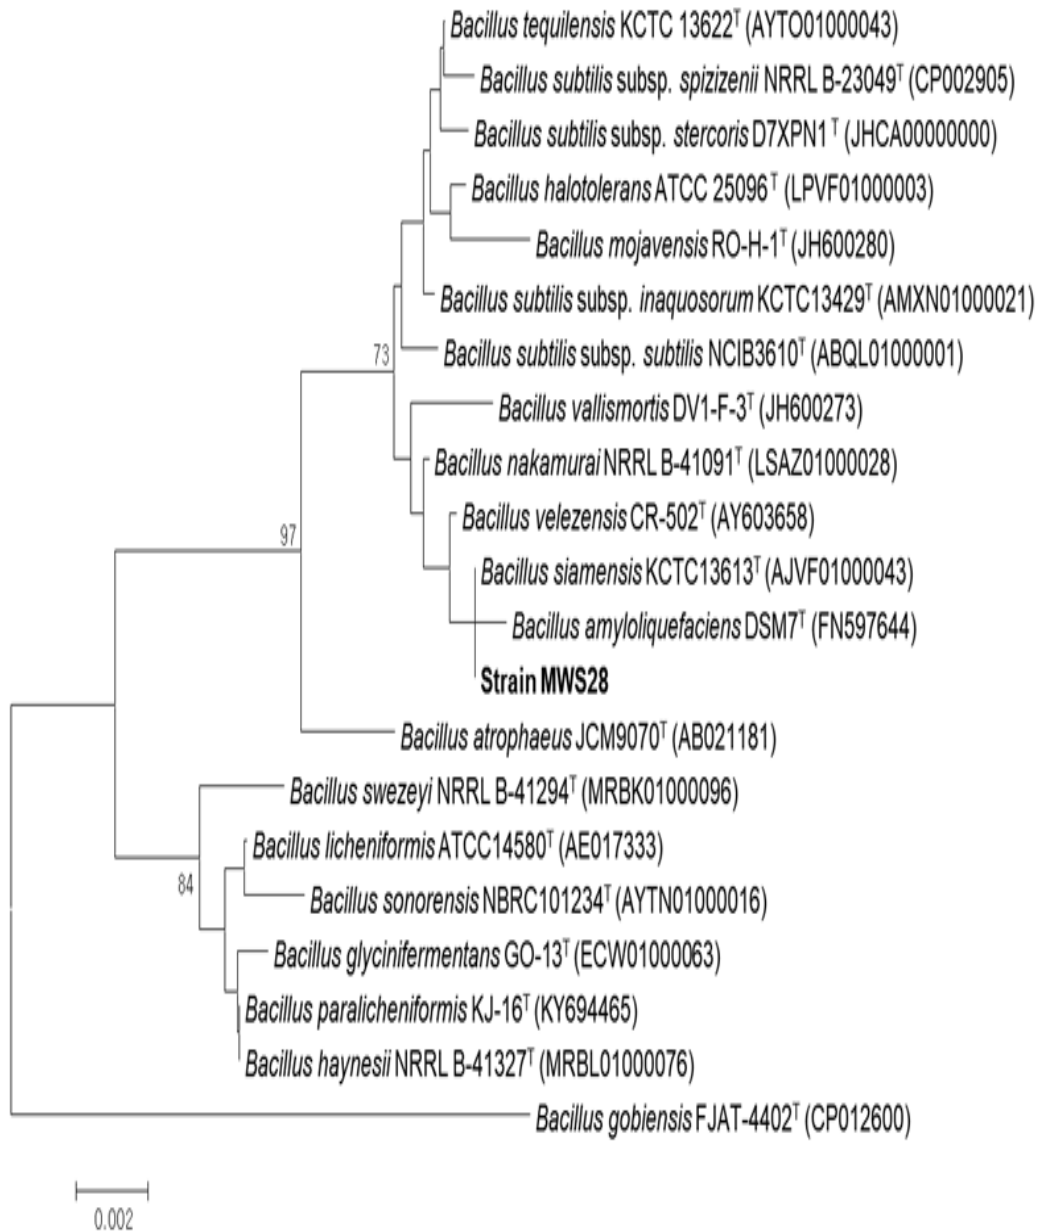 Bacillus tequilensis KCTC 13622ᵀ (AYTO01000043)
Bacillus subtilis subsp. spizizenii NRRL B-23049ᵀ (CP002905)
Bacillus subtilis subsp. stercoris D7XPN1 ᵀ (JHCA00000000)
Bacillus halotolerans ATCC 25096ᵀ (LPVF01000003)
Bacillus mojavensis RO-H-1ᵀ (JH600280)
Bacillus subtilis subsp. inaquosorum KCTC13429ᵀ (AMXN01000021)
73
Bacillus subtilis subsp. subtilis NCIB3610ᵀ (ABQL01000001)
Bacillus vallismortis DV1-F-3ᵀ (JH600273)
Bacillus nakamurai NRRL B-41091ᵀ (LSAZ01000028)
Bacillus velezensis CR-502ᵀ (AY603658)
97
Bacillus siamensis KCTC13613ᵀ (AJVF01000043)
Bacillus amyloliquefaciens DSM7ᵀ (FN597644)
Strain MWS28
Bacillus atrophaeus JCM9070ᵀ (AB021181)
Bacillus swezeyi NRRL B-41294ᵀ (MRBK01000096)
Bacillus licheniformis ATCC14580ᵀ (AE017333)
84
Bacillus sonorensis NBRC101234ᵀ (AYTN01000016)
Bacillus glycinifermentans GO-13ᵀ (ECW01000063)
Bacillus paralicheniformis KJ-16ᵀ (KY694465)
Bacillus haynesii NRRL B-41327ᵀ (MRBL01000076)
Bacillus gobiensis FJAT-4402ᵀ (CP012600)
0.002